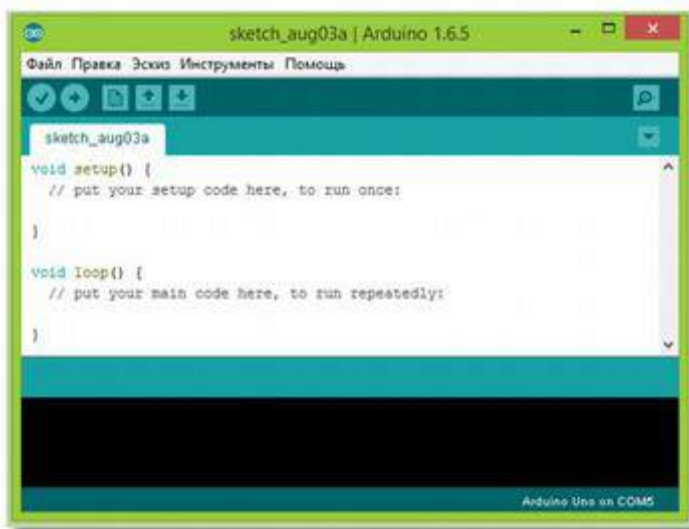 sketch_aug03a | Arduino 1.6.5
Файл Правка Эскиз Инструменты Помощь
sketch_aug03a
void setup() {
// put your setup code here, to run once:
}
void loop() {
// put your main code here, to run repeatedly:
}
Arduino Uno on COM5